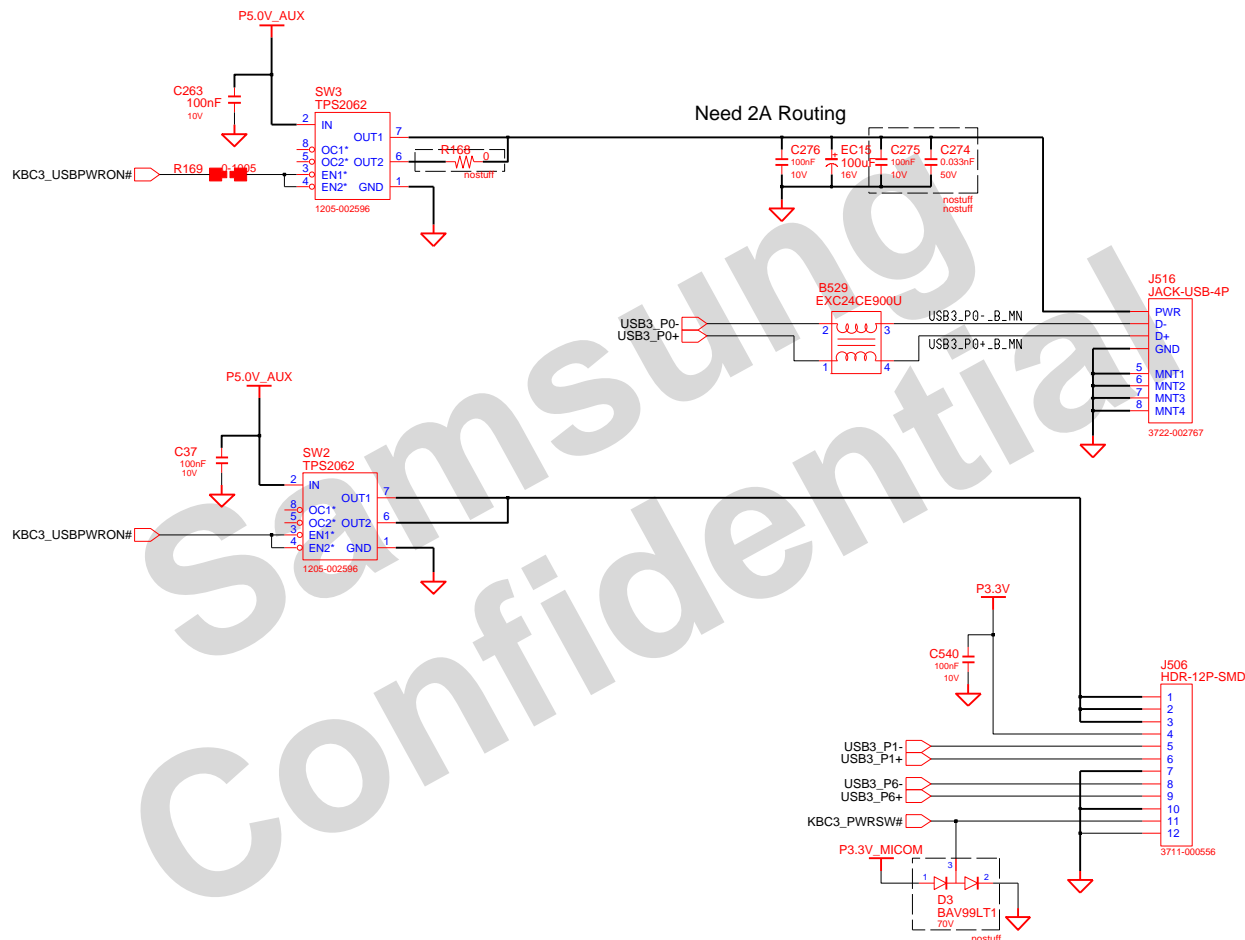 P5.0V_AUX
C263
100nF
10V
SW3
TPS2062
2 IN
OUT1 7
8 OC1*
5 OC2* OUT2 6
3 EN1*
4 EN2* GND 1
1205-002596
KBC3_USBPWRON#
R169 0-1005
R168 0
nostuff
Need 2A Routing
C276
100nF
10V
+ EC15
100uF
16V
C275
100nF
10V
C274
0.033nF
50V
nostuff
nostuff
B529
EXC24CE900U
USB3_P0-
USB3_P0+
2 3
1 4
USB3_P0-_B_MN
USB3_P0+_B_MN
J516
JACK-USB-4P
PWR
D-
D+
GND
5 MNT1
6 MNT2
7 MNT3
8 MNT4
3722-002767
P5.0V_AUX
C37
100nF
10V
SW2
TPS2062
2 IN
OUT1 7
8 OC1*
5 OC2* OUT2 6
3 EN1*
4 EN2* GND 1
1205-002596
KBC3_USBPWRON#
Samsung
Confidential
P3.3V
C540
100nF
10V
J506
HDR-12P-SMD
1
2
3
4
5
6
7
8
9
10
11
12
3711-000556
USB3_P1-
USB3_P1+
USB3_P6-
USB3_P6+
KBC3_PWRSW#
P3.3V_MICOM
3
1 2
D3
BAV99LT1
70V
nostuff